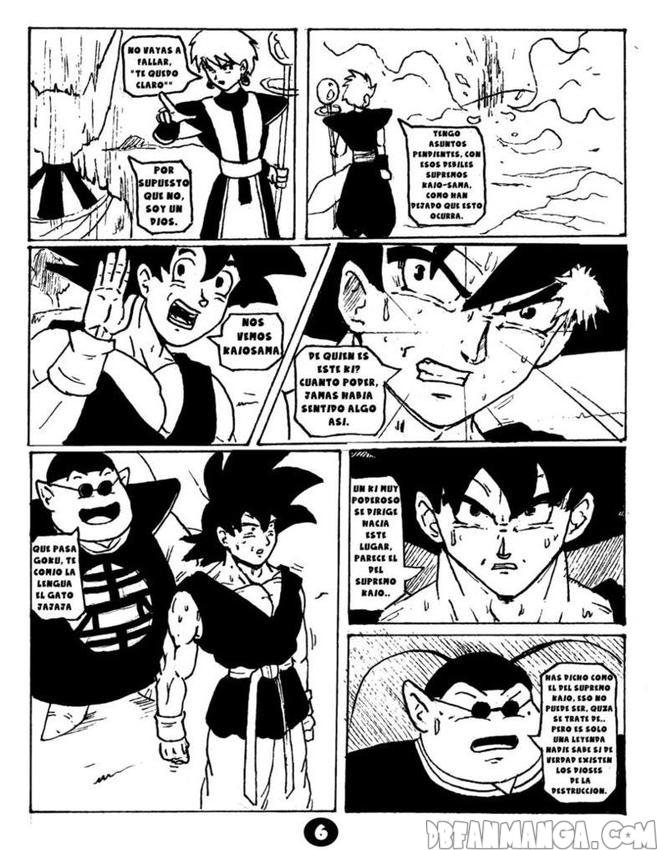 NO VAYAS A
FALLAR,
"TE QUEDO
CLARO""
POR
SUPUESTO
QUE NO,
SOY UN
DIOS.
TENGO
ASUNTOS
PENDIENTES, CON
ESOS DEBILES
SUPREMOS
KAIO-SAMA,
COMO HAN
DEJADO QUE ESTO
OCURRA.
NOS
VEMOS
KAIOSAMA
DE QUIEN ES
ESTE KI?
CUANTO PODER,
JAMAS HABIA
SENTIDO ALGO
ASI.
QUE PASA
GOKU, TE
COMIO LA
LENGUA
EL GATO
JAJAJA
UN KI MUY
PODEROSO
SE DIRIGE
HACIA
ESTE
LUGAR,
PARECE EL
DEL
SUPREMO
KAIO..
HAS DICHO COMO
EL DEL SUPREMO
KAIO, ESO NO
PUEDE SER, QUIZA
SE TRATE DE..
PERO ES SOLO
UNA LEYENDA
NADIE SABE SI DE
VERDAD EXISTEN
LOS DIOSES
DE LA
DESTRUCCION.
6
DBFANMANGA.COM